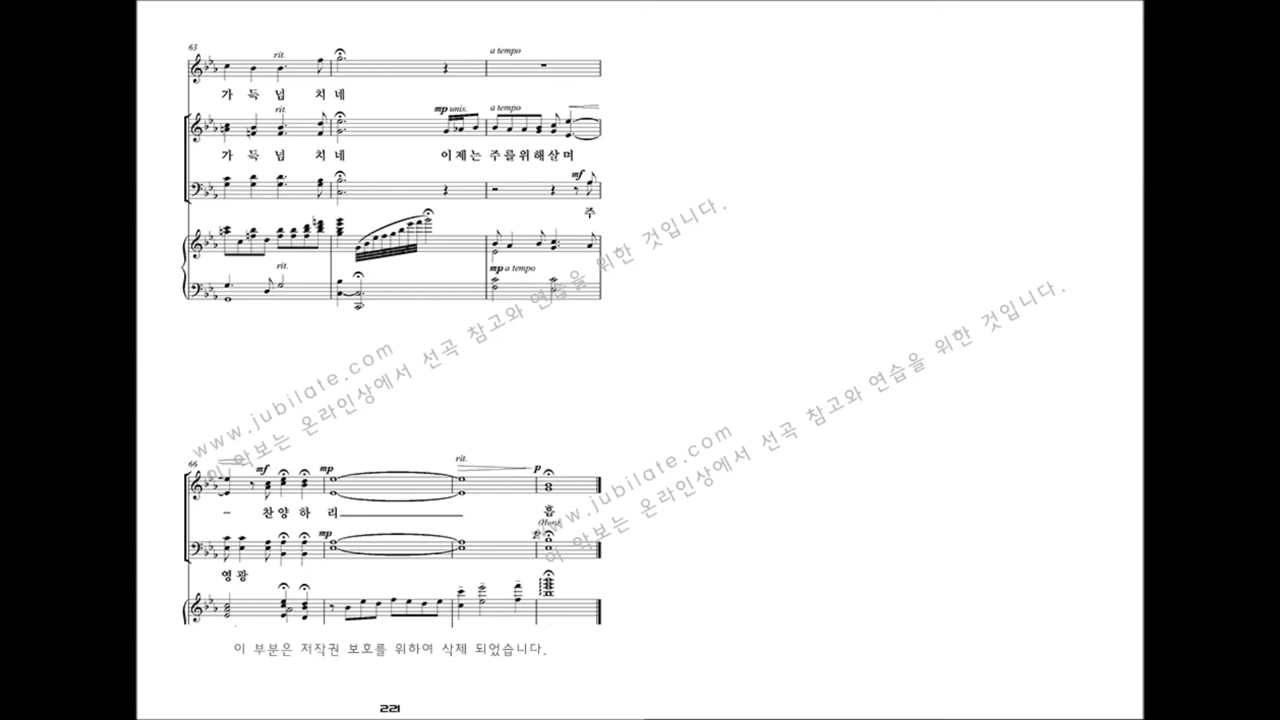 63
rit.
a tempo
가 득 넘 치 네
rit.
mp unis.
a tempo
가 득 넘 치 네 이제는 주를위해살며
mf
주
rit.
mp a tempo
www.jubilate.com
이 악보는 온라인상에서 선곡 참고와 연습을 위한 것입니다.
www.jubilate.com
이 악보는 온라인상에서 선곡 참고와 연습을 위한 것입니다.
66
mf
mp
rit.
p
- 찬양하 리
흠
(Hum)
mp
p
영광
이 부분은 저작권 보호를 위하여 삭제 되었습니다.
221